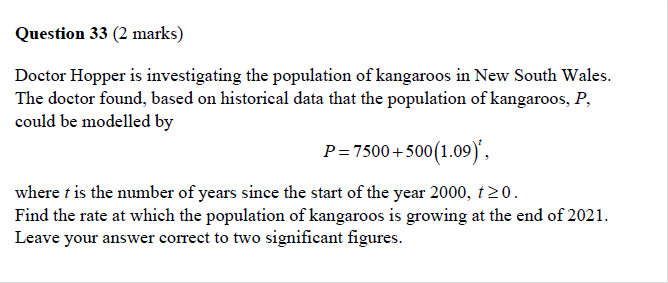 Question 33 (2 marks)
Doctor Hopper is investigating the population of kangaroos in New South Wales.
The doctor found, based on historical data that the population of kangaroos, P,
could be modelled by
P = 7500 + 500(1.09)^t ,
where t is the number of years since the start of the year 2000, t ≥ 0 .
Find the rate at which the population of kangaroos is growing at the end of 2021.
Leave your answer correct to two significant figures.